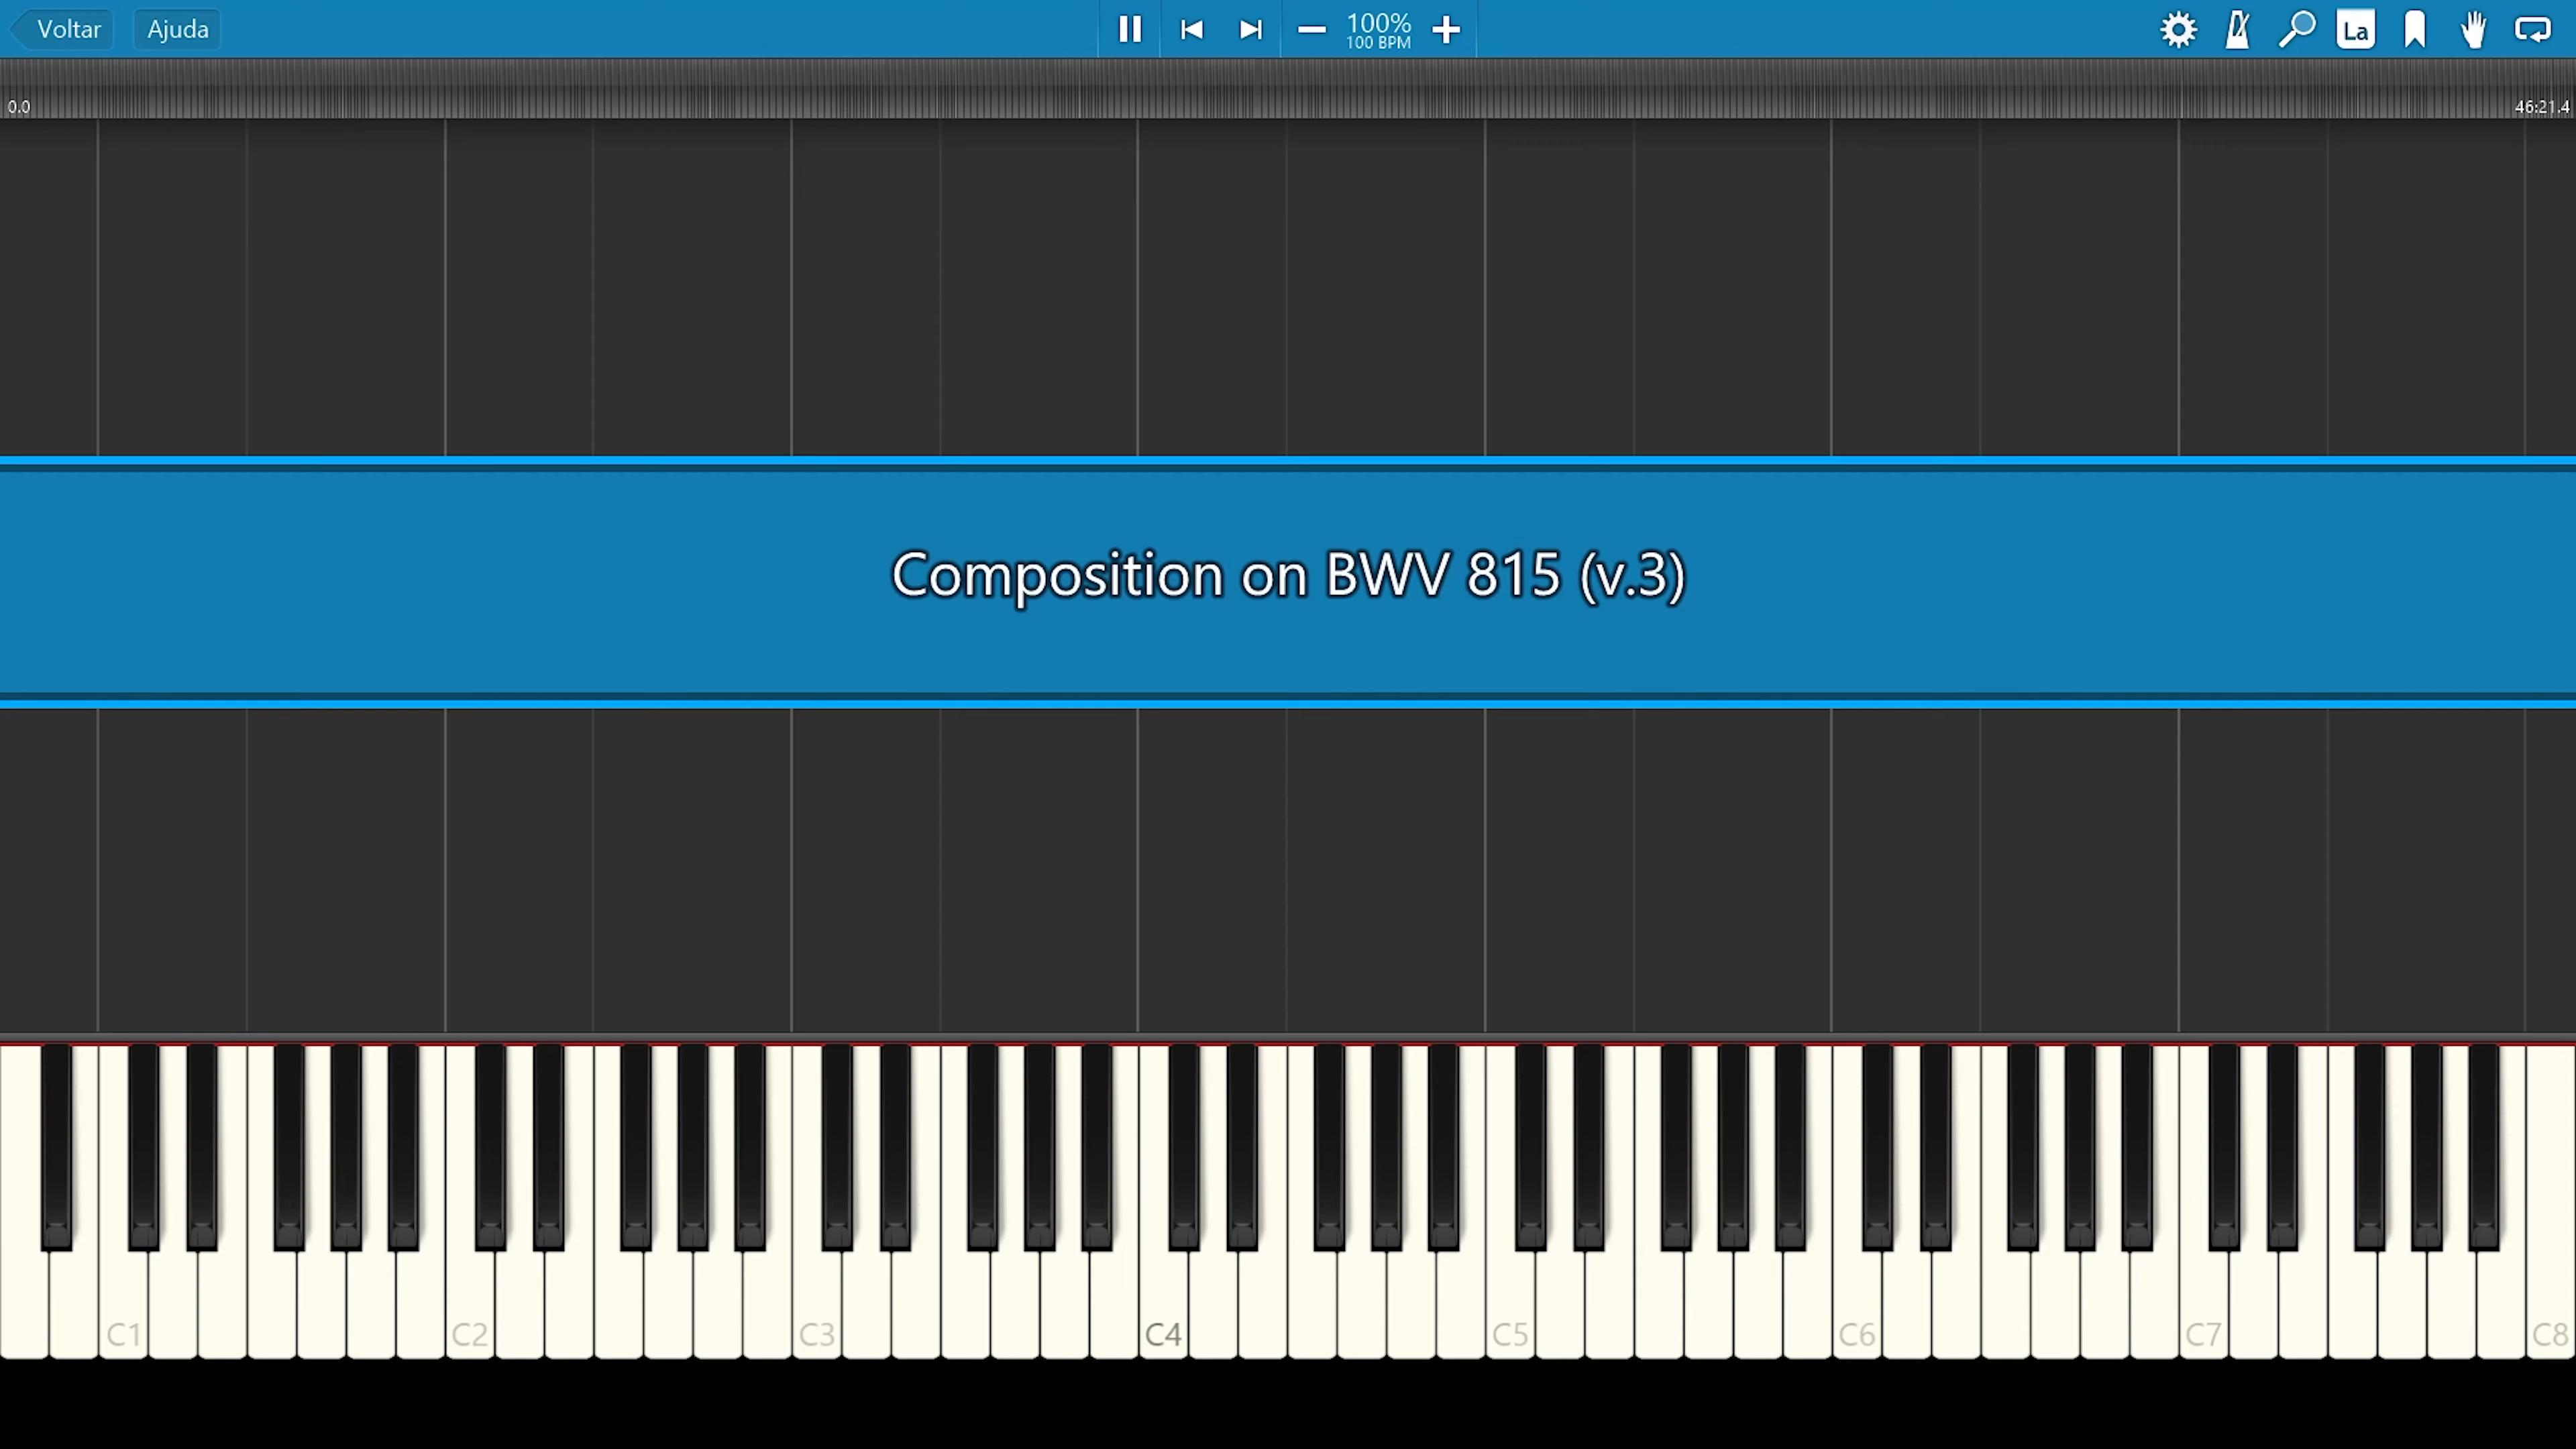 Voltar
Ajuda
100%
100 BPM
La
0.0
46:21.4
Composition on BWV 815 (v.3)
C1
C2
C3
C4
C5
C6
C7
C8